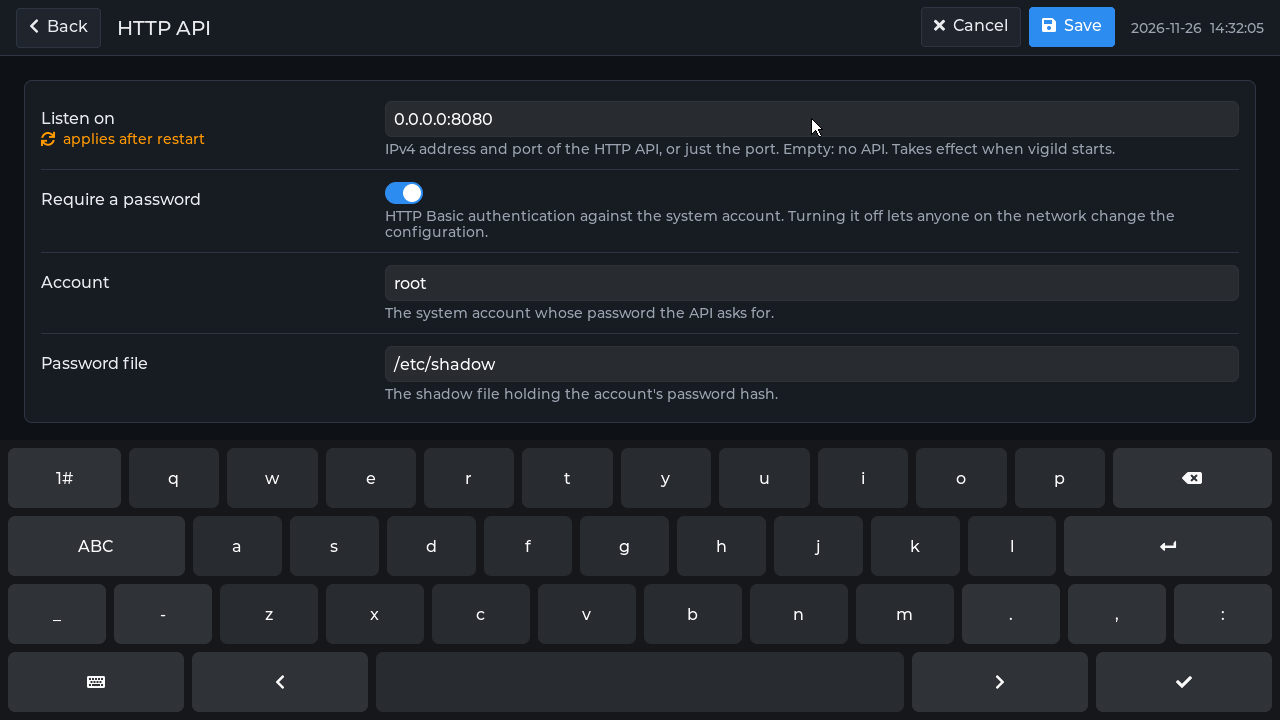 Back
HTTP API
Cancel
Save
2026-11-26 14:32:05
Listen on
applies after restart
0.0.0.0:8080
IPv4 address and port of the HTTP API, or just the port. Empty: no API. Takes effect when vigild starts.
Require a password
HTTP Basic authentication against the system account. Turning it off lets anyone on the network change the
configuration.
Account
root
The system account whose password the API asks for.
Password file
/etc/shadow
The shadow file holding the account's password hash.
1# q w e r t y u i o p
ABC a s d f g h j k l
_ - z x c v b n m . , :